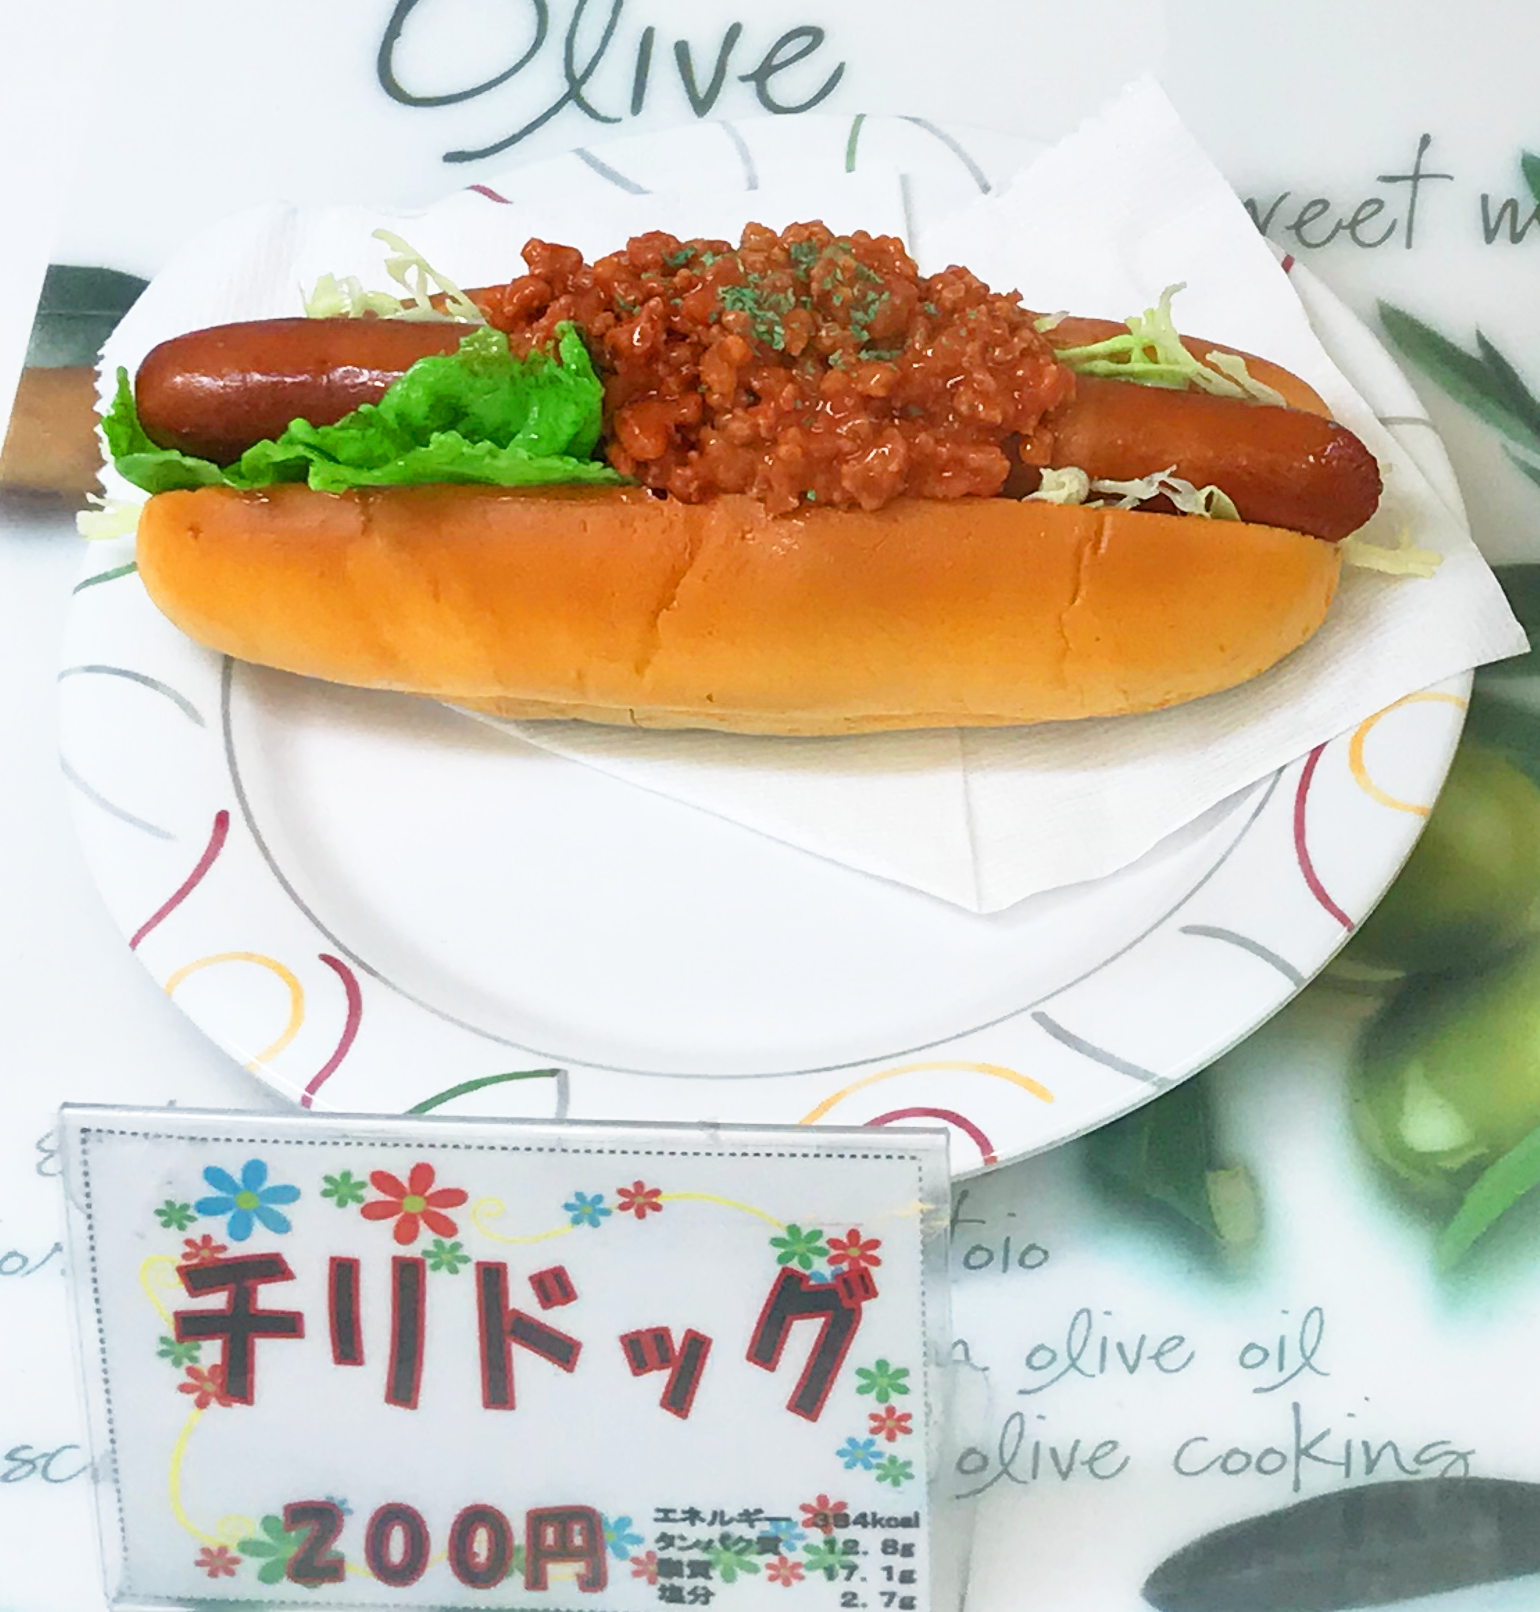 Olive
olive oil
olive cooking
チリドッグ
200円
エネルギー 384kcal
タンパク質 12.8g
脂質 17.1g
塩分 2.7g